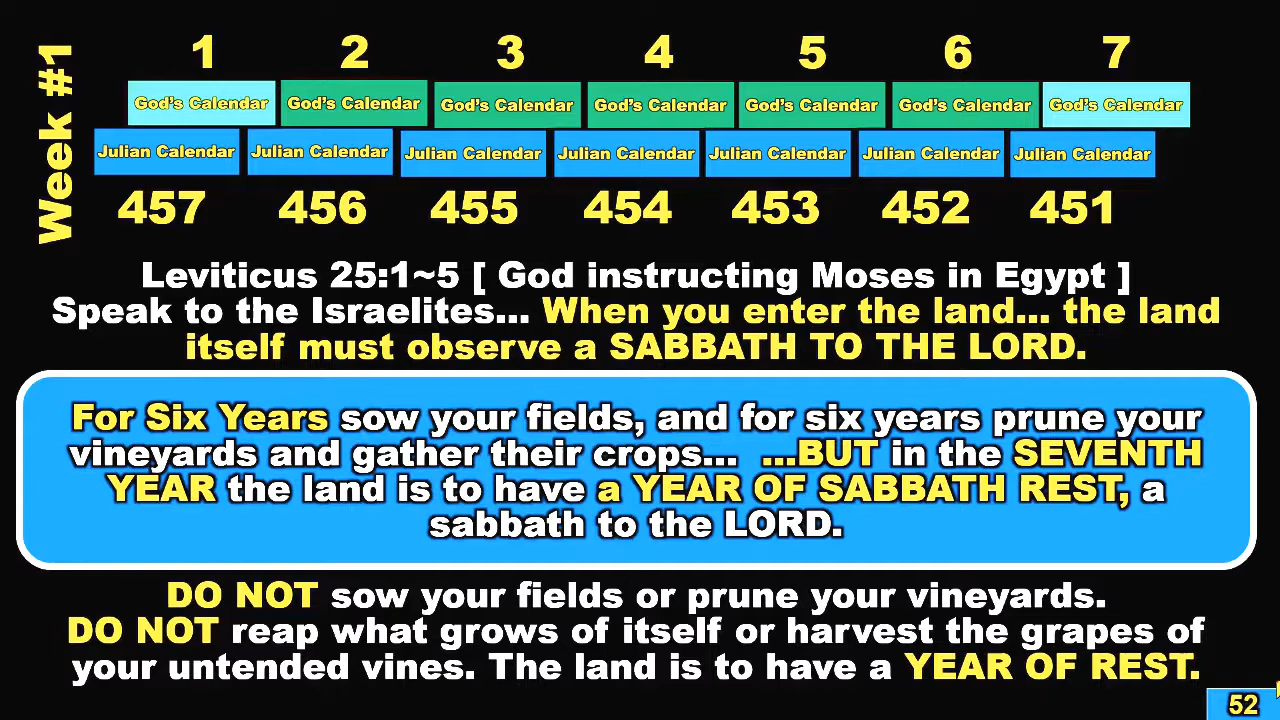 Week #1
1 2 3 4 5 6 7
God's Calendar God's Calendar God's Calendar God's Calendar God's Calendar God's Calendar God's Calendar
Julian Calendar Julian Calendar Julian Calendar Julian Calendar Julian Calendar Julian Calendar Julian Calendar
457 456 455 454 453 452 451
Leviticus 25:1~5 [ God instructing Moses in Egypt ]
Speak to the Israelites... When you enter the land... the land
itself must observe a SABBATH TO THE LORD.
For Six Years sow your fields, and for six years prune your
vineyards and gather their crops... ...BUT in the SEVENTH
YEAR the land is to have a YEAR OF SABBATH REST, a
sabbath to the LORD.
DO NOT sow your fields or prune your vineyards.
DO NOT reap what grows of itself or harvest the grapes of
your untended vines. The land is to have a YEAR OF REST.
52